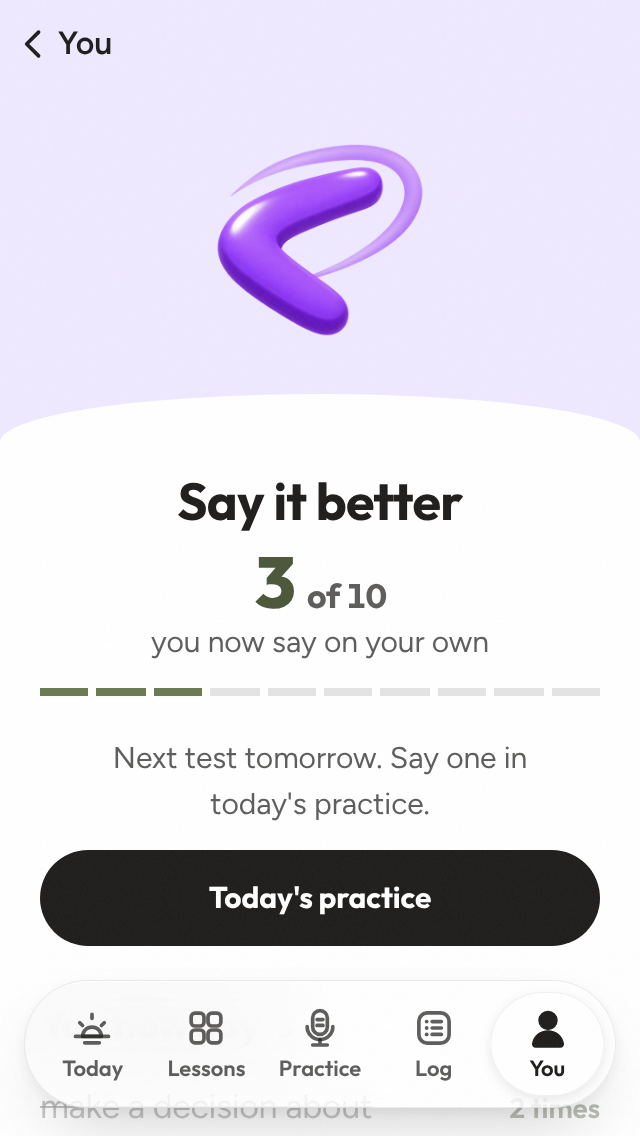 You
Say it better
3 of 10
you now say on your own
Next test tomorrow. Say one in
today's practice.
Today's practice
Today
Lessons
Practice
Log
You
make a decision about
2 times